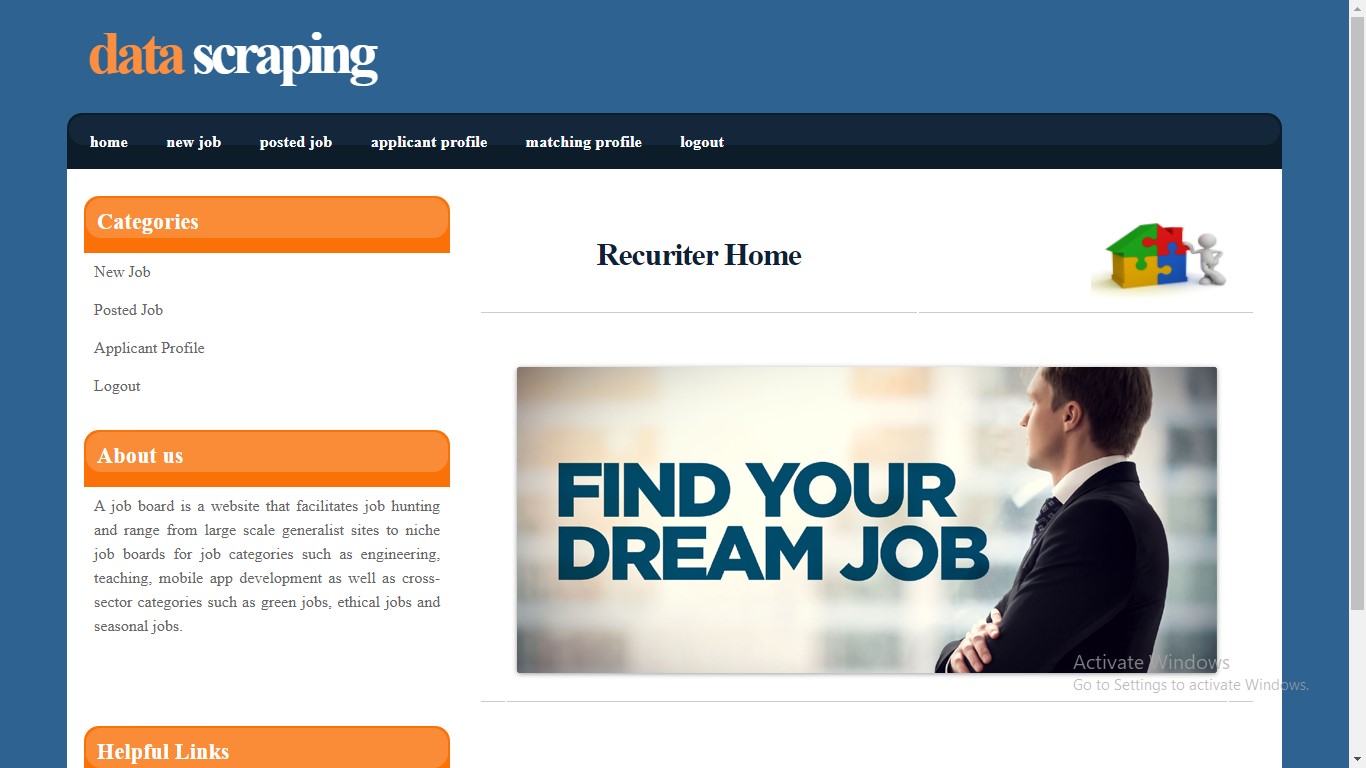 data scraping
home new job posted job applicant profile matching profile logout
Categories
New Job
Posted Job
Applicant Profile
Logout
About us
A job board is a website that facilitates job hunting
and range from large scale generalist sites to niche
job boards for job categories such as engineering,
teaching, mobile app development as well as cross-
sector categories such as green jobs, ethical jobs and
seasonal jobs.
Helpful Links
Recuriter Home
FIND YOUR
DREAM JOB
Activate Windows
Go to Settings to activate Windows.